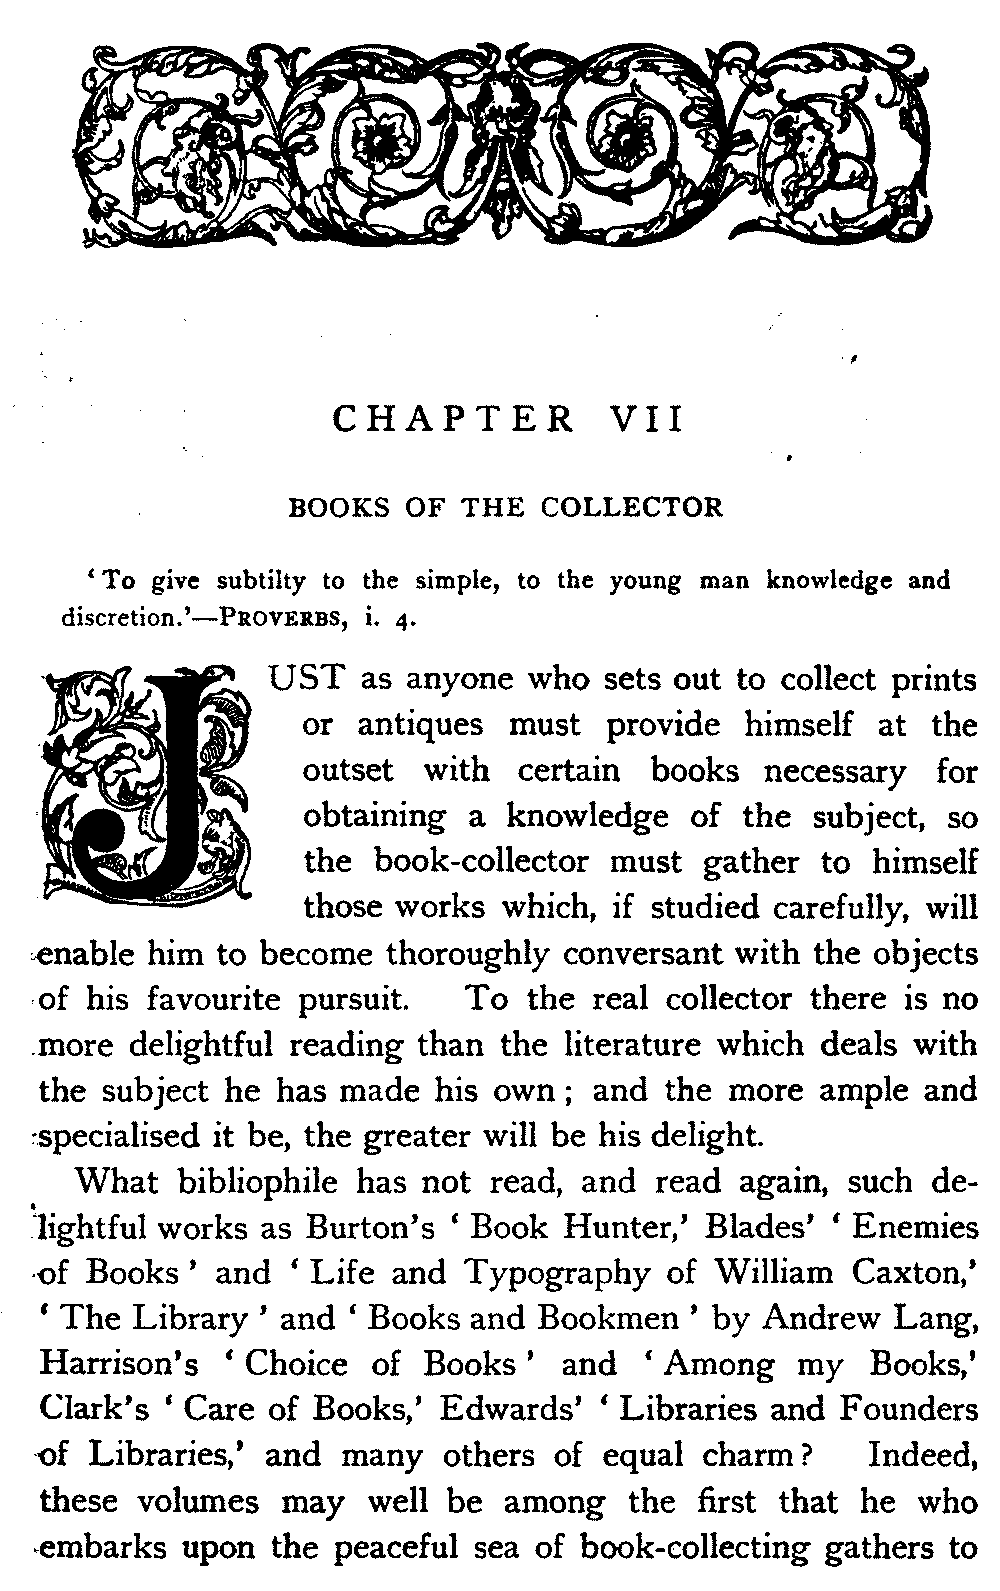 CHAPTER VII
BOOKS OF THE COLLECTOR
‘To give subtilty to the simple, to the young man knowledge and
discretion.’—PROVERBS, i. 4.
JUST as anyone who sets out to collect prints
or antiques must provide himself at the
outset with certain books necessary for
obtaining a knowledge of the subject, so
the book-collector must gather to himself
those works which, if studied carefully, will
enable him to become thoroughly conversant with the objects
of his favourite pursuit. To the real collector there is no
more delightful reading than the literature which deals with
the subject he has made his own; and the more ample and
specialised it be, the greater will be his delight.
What bibliophile has not read, and read again, such de-
lightful works as Burton’s ‘Book Hunter,’ Blades’ ‘Enemies
of Books’ and ‘Life and Typography of William Caxton,’
‘The Library’ and ‘Books and Bookmen’ by Andrew Lang,
Harrison’s ‘Choice of Books’ and ‘Among my Books,’
Clark’s ‘Care of Books,’ Edwards’ ‘Libraries and Founders
of Libraries,’ and many others of equal charm? Indeed,
these volumes may well be among the first that he who
embarks upon the peaceful sea of book-collecting gathers to